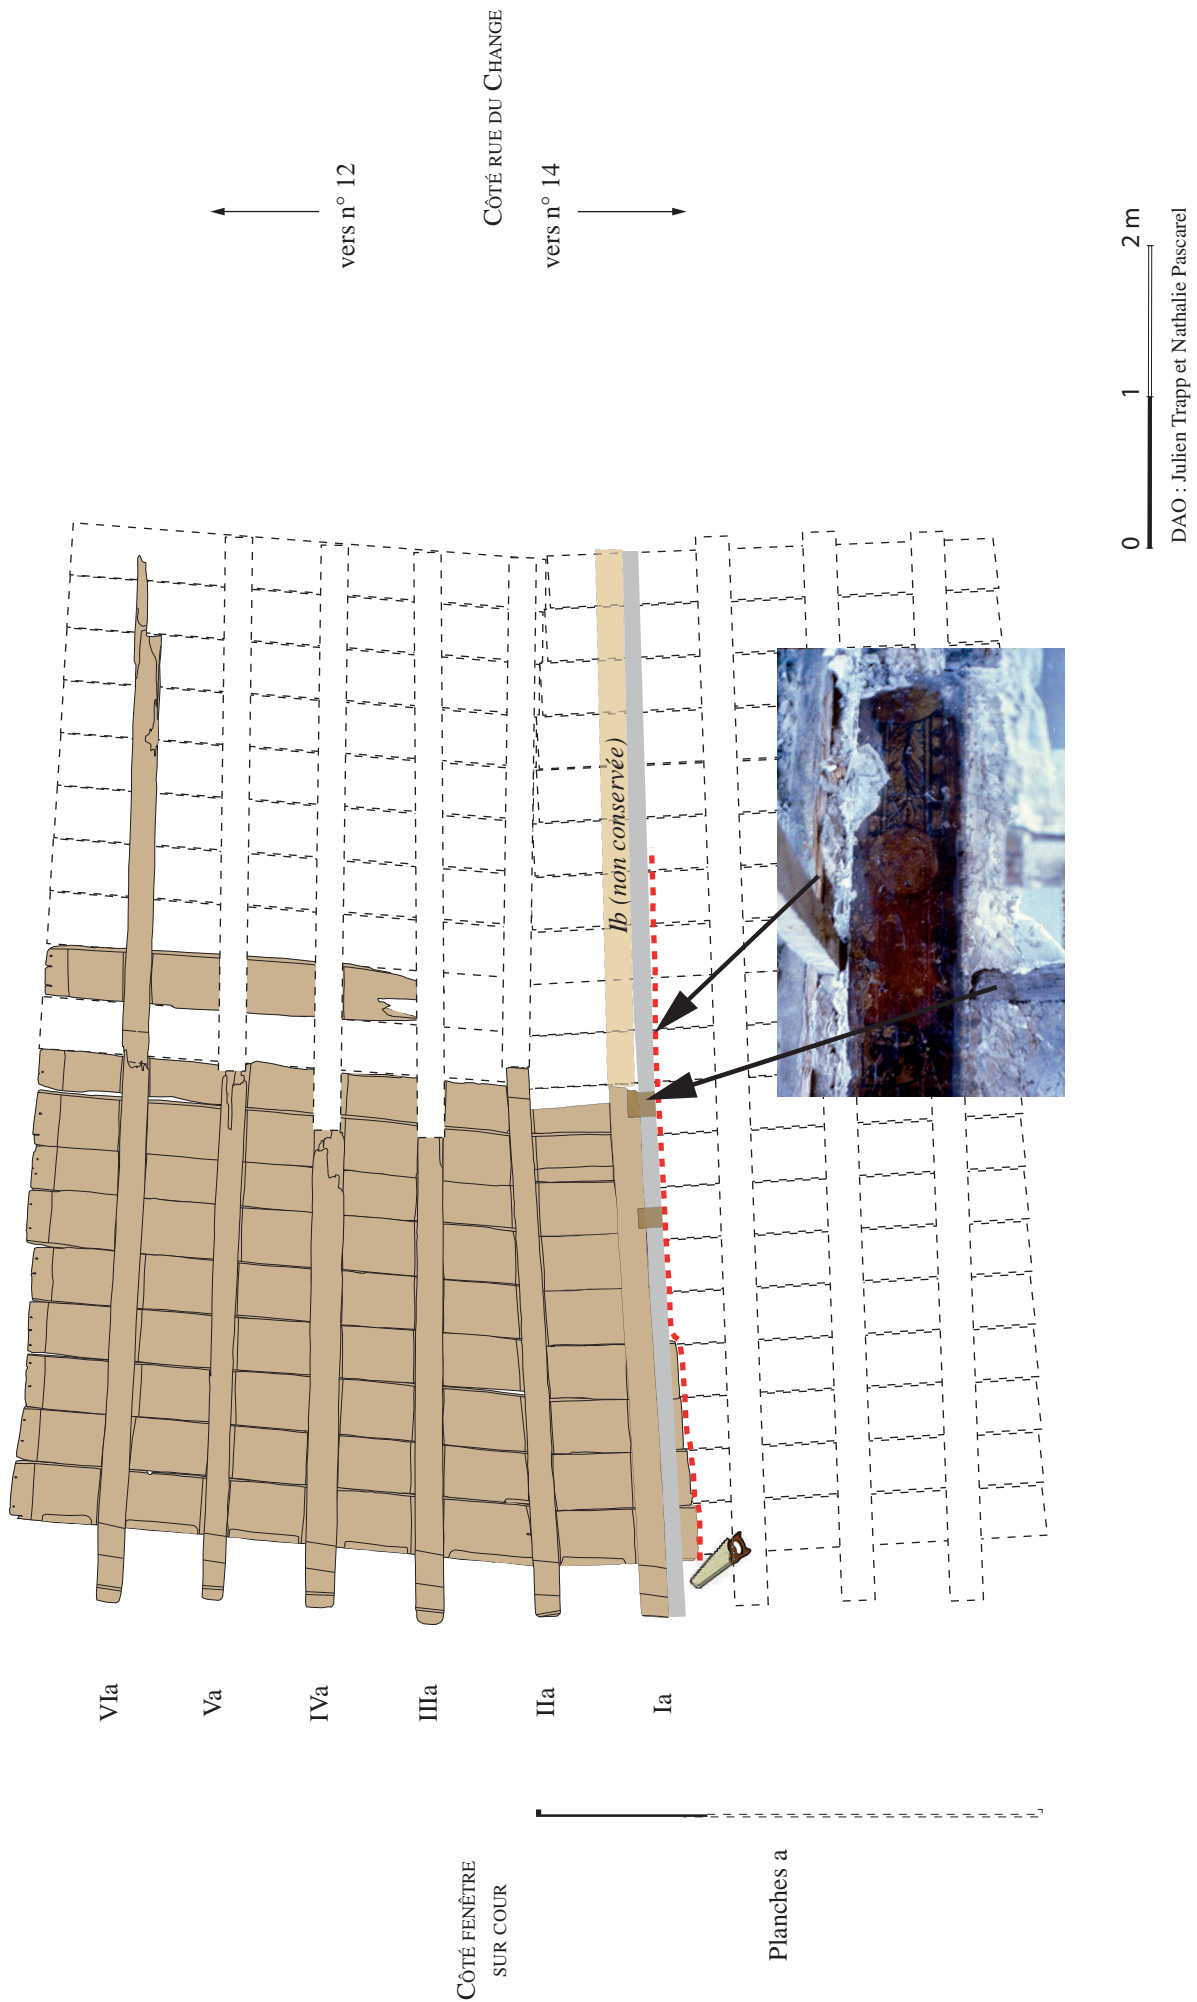 CÔTÉ RUE DU CHANGE
vers n° 12
vers n° 14
Ib (non conservée)
0 1 2 m
DAO : Julien Trapp et Nathalie Pascarel
VIa
Va
IVa
IIIa
IIa
Ia
CÔTÉ FENÊTRE
SUR COUR
Planches a